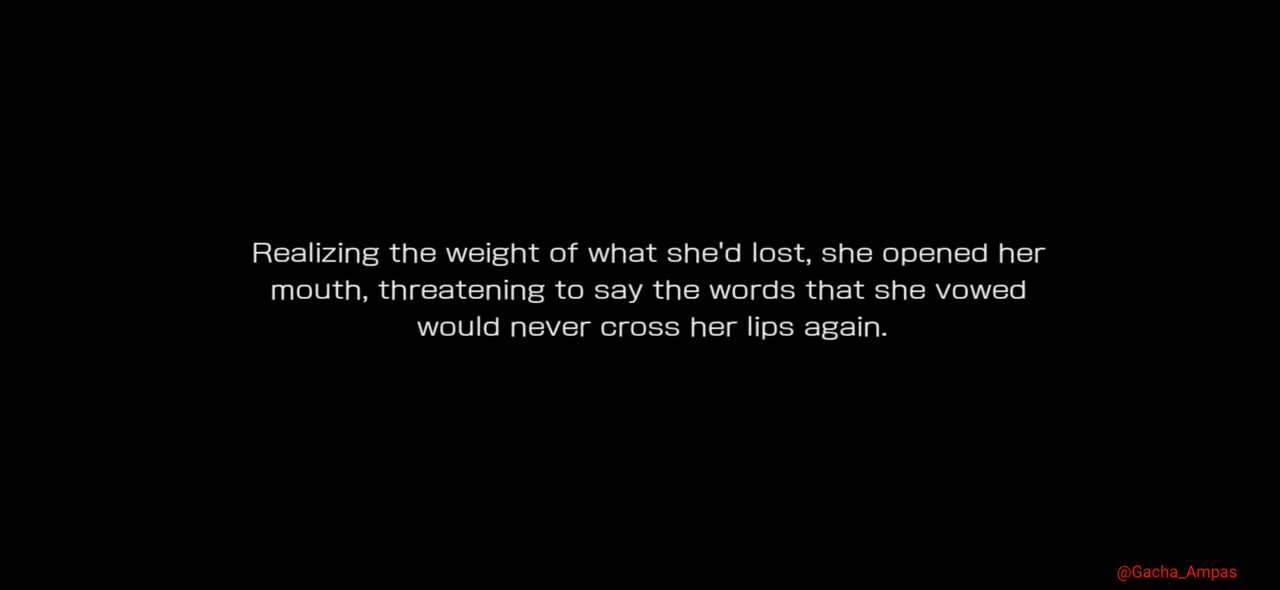 Realizing the weight of what she'd lost, she opened her
mouth, threatening to say the words that she vowed
would never cross her lips again.
@Gacha_Ampas